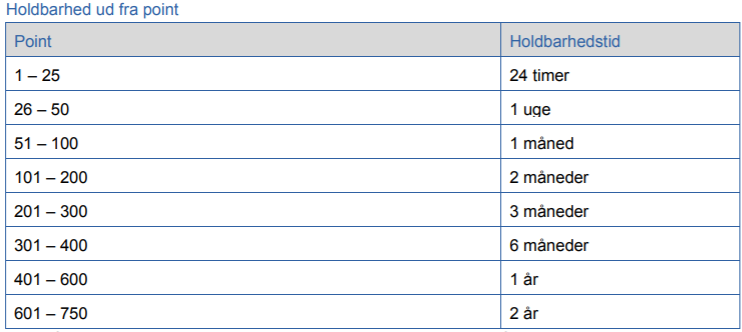 Holdbarhed ud fra point
Point Holdbarhedstid
1 – 25 24 timer
26 – 50 1 uge
51 – 100 1 måned
101 – 200 2 måneder
201 – 300 3 måneder
301 – 400 6 måneder
401 – 600 1 år
601 – 750 2 år